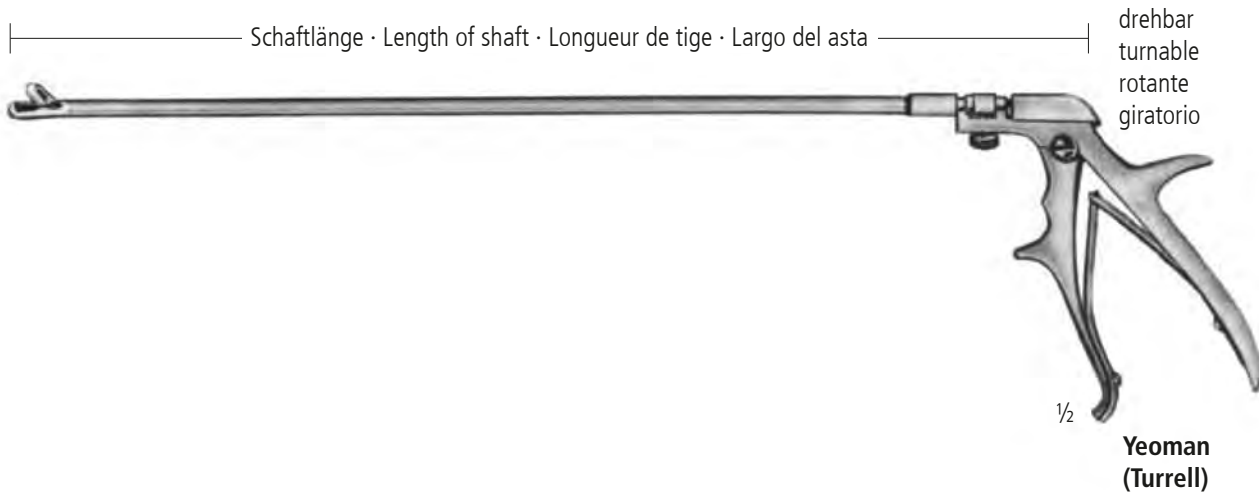 Schaftlänge · Length of shaft · Longueur de tige · Largo del asta
drehbar
turnable
rotante
giratorio
½
Yeoman
(Turrell)